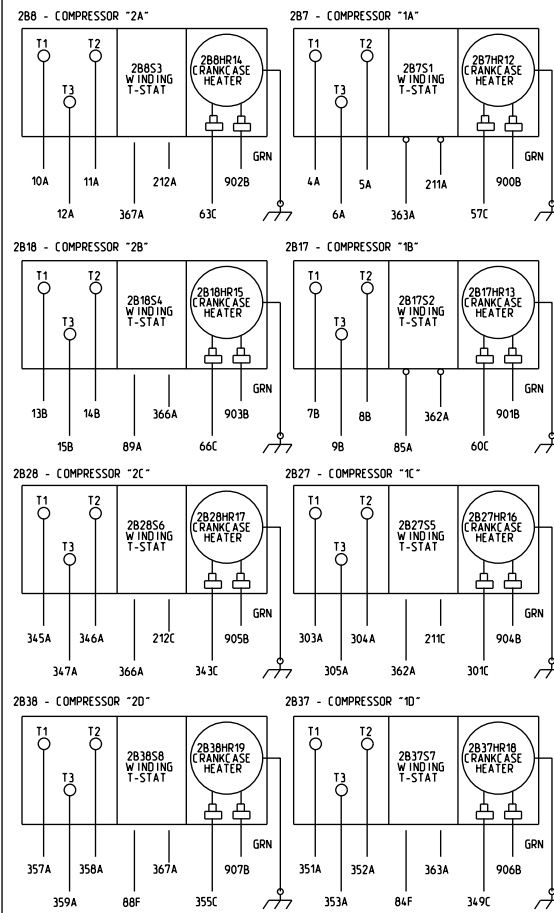 2B8 - COMPRESSOR "2A"
T1
T2
T3
2B8S3
WINDING
T-STAT
2B8HR14
CRANKCASE
HEATER
GRN
10A
11A
212A
902B
12A
367A
63C
2B7 - COMPRESSOR "1A"
T1
T2
T3
2B7S1
WINDING
T-STAT
2B7HR12
CRANKCASE
HEATER
GRN
4A
5A
211A
900B
6A
363A
57C
2B18 - COMPRESSOR "2B"
T1
T2
T3
2B18S4
WINDING
T-STAT
2B18HR15
CRANKCASE
HEATER
GRN
13B
14B
366A
903B
15B
89A
66C
2B17 - COMPRESSOR "1B"
T1
T2
T3
2B17S2
WINDING
T-STAT
2B17HR13
CRANKCASE
HEATER
GRN
7B
8B
362A
901B
9B
85A
60C
2B28 - COMPRESSOR "2C"
T1
T2
T3
2B28S6
WINDING
T-STAT
2B28HR17
CRANKCASE
HEATER
GRN
345A
346A
212C
905B
347A
366A
343C
2B27 - COMPRESSOR "1C"
T1
T2
T3
2B27S5
WINDING
T-STAT
2B27HR16
CRANKCASE
HEATER
GRN
303A
304A
211C
904B
305A
362A
301C
2B38 - COMPRESSOR "2D"
T1
T2
T3
2B38S8
WINDING
T-STAT
2B38HR19
CRANKCASE
HEATER
GRN
357A
358A
367A
907B
359A
88F
355C
2B37 - COMPRESSOR "1D"
T1
T2
T3
2B37S7
WINDING
T-STAT
2B37HR18
CRANKCASE
HEATER
GRN
351A
352A
363A
906B
353A
84F
349C